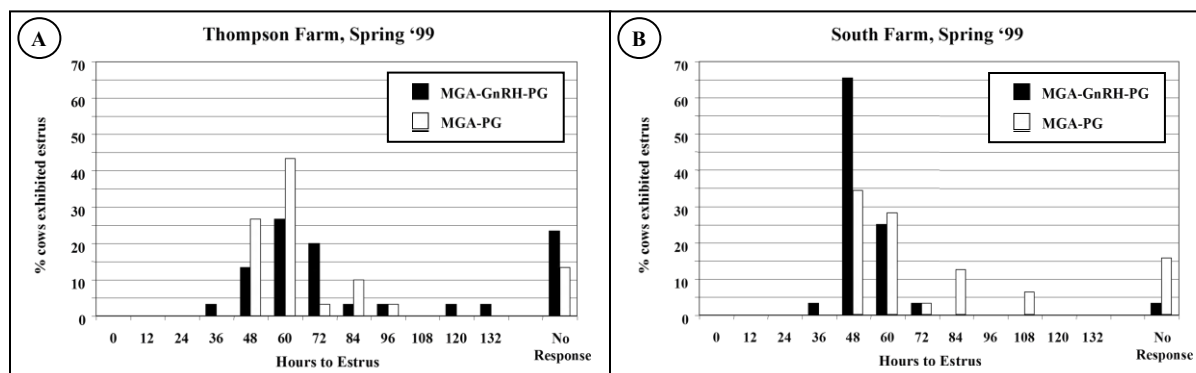 A
Thompson Farm, Spring ‘99
% cows exhibited estrus
70
60
50
40
30
20
10
0
MGA-GnRH-PG
MGA-PG
0 12 24 36 48 60 72 84 96 108 120 132 No
Response
Hours to Estrus
B
South Farm, Spring ‘99
% cows exhibited estrus
70
60
50
40
30
20
10
0
MGA-GnRH-PG
MGA-PG
0 12 24 36 48 60 72 84 96 108 120 132 No
Response
Hours to Estrus